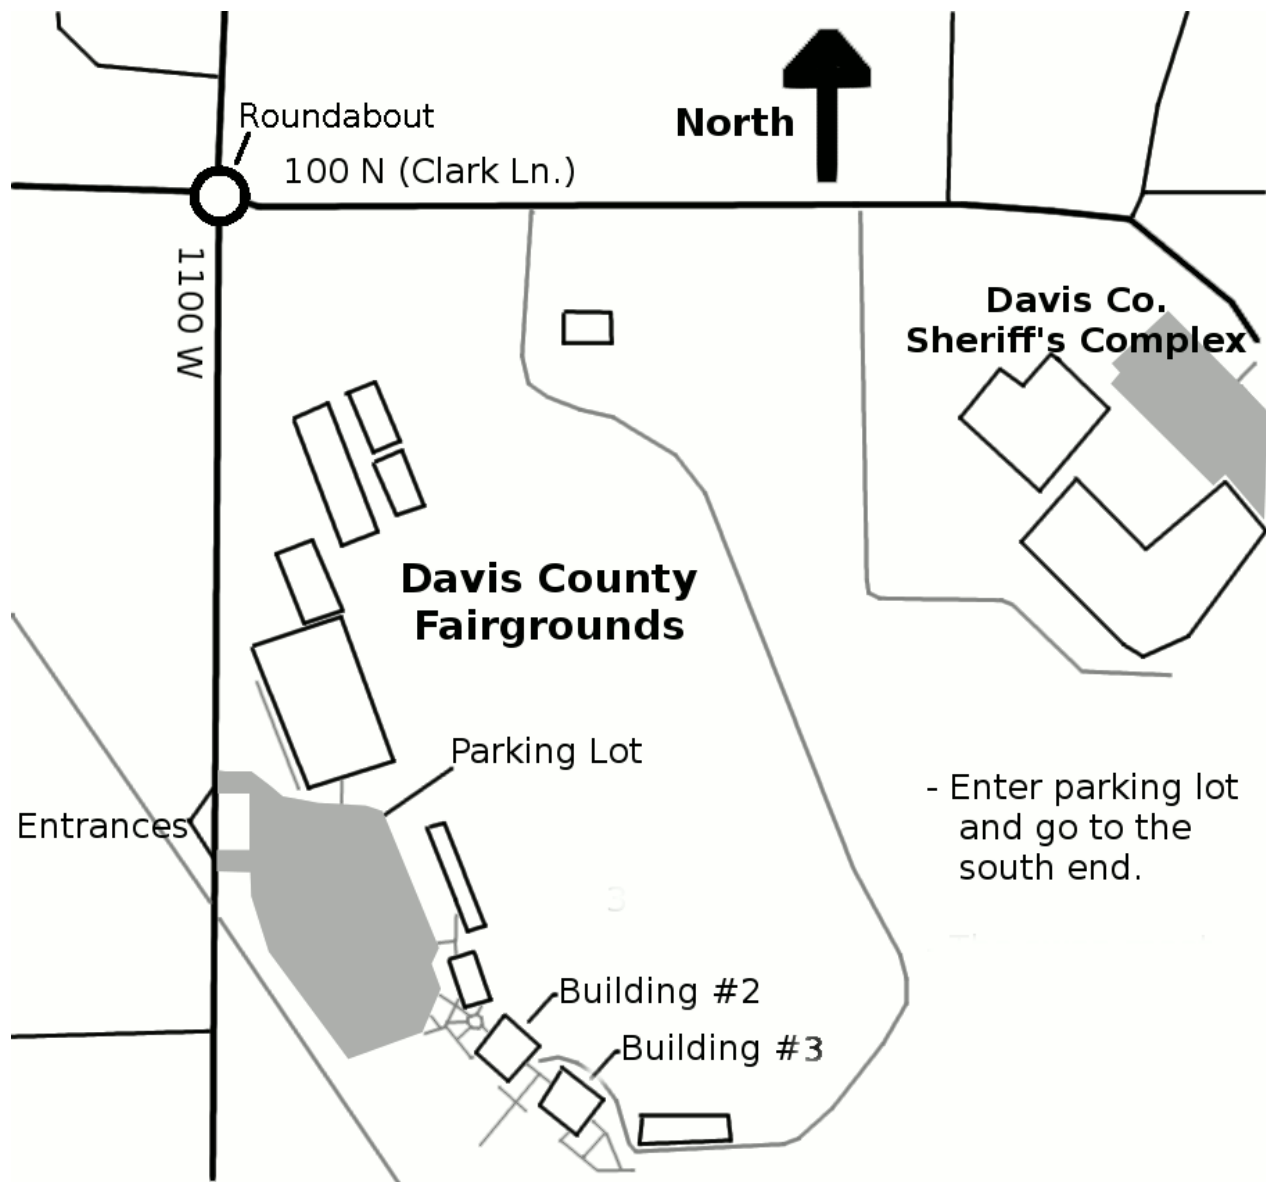 Roundabout
North
100 N (Clark Ln.)
1100 W
Davis Co.
Sheriff's Complex
Davis County
Fairgrounds
Parking Lot
Entrances
- Enter parking lot
and go to the
south end.
3
Building #2
Building #3